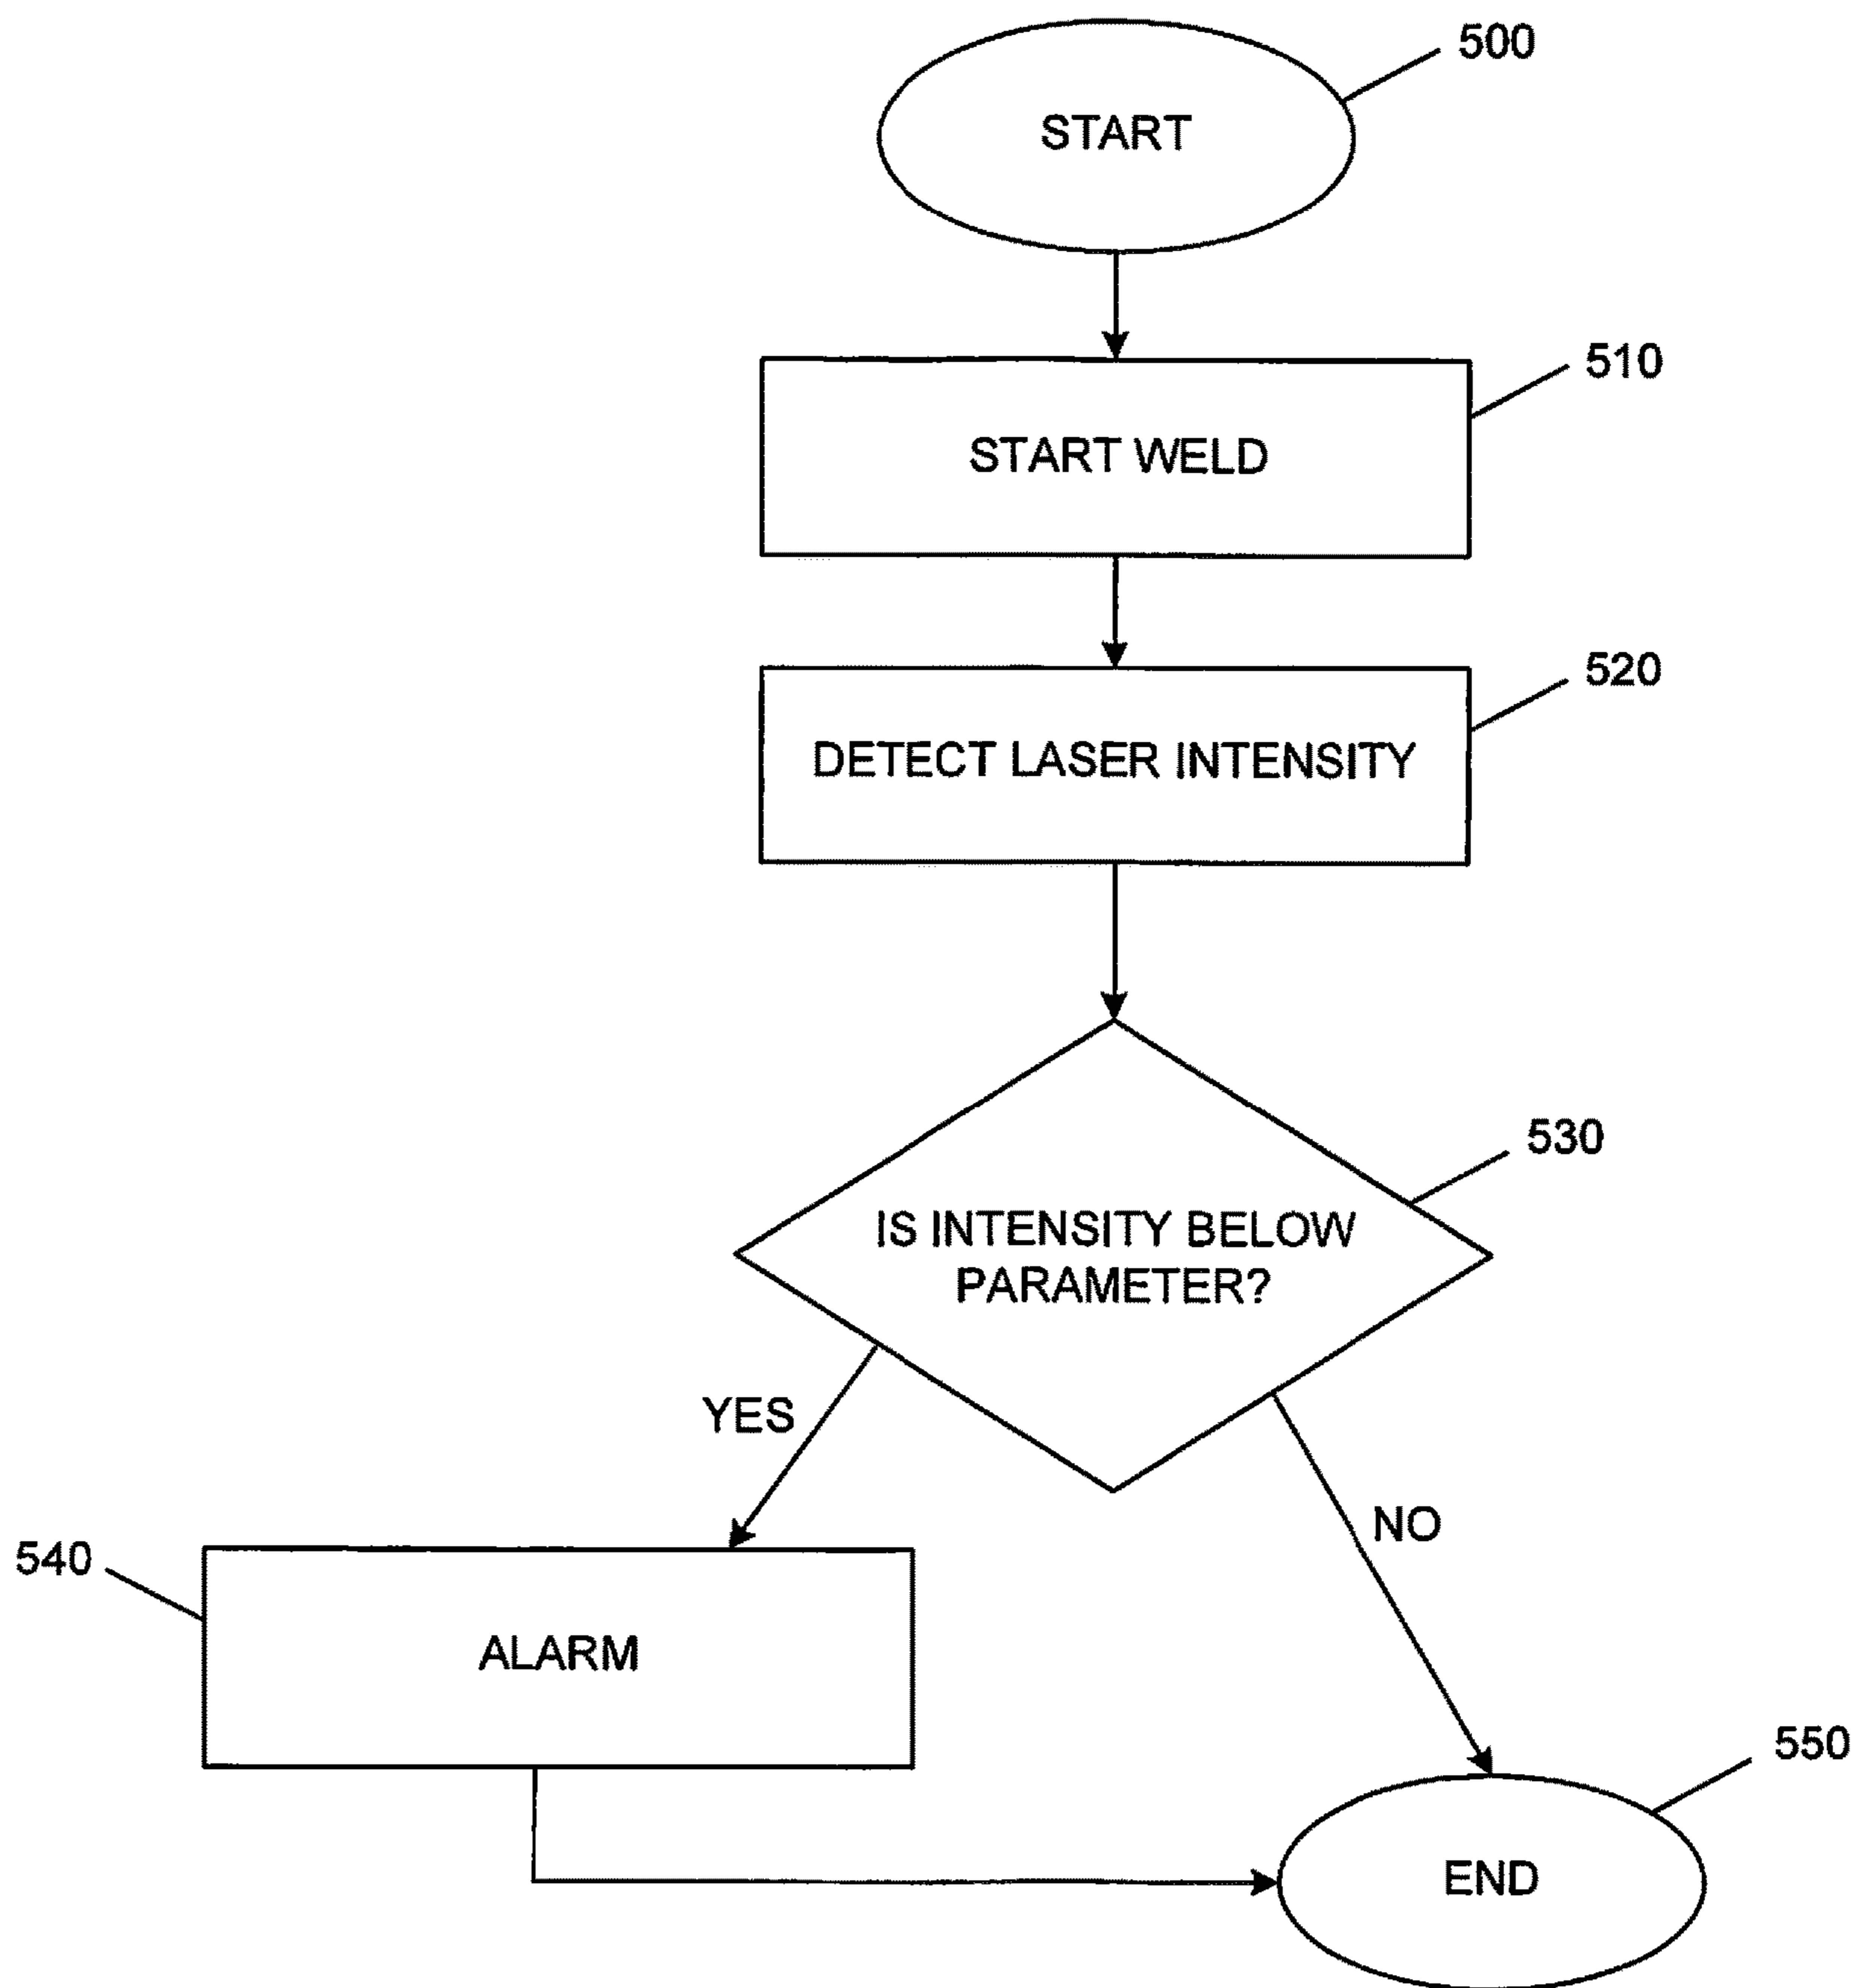 500
START
510
START WELD
520
DETECT LASER INTENSITY
530
IS INTENSITY BELOW
PARAMETER?
YES
NO
540
ALARM
550
END